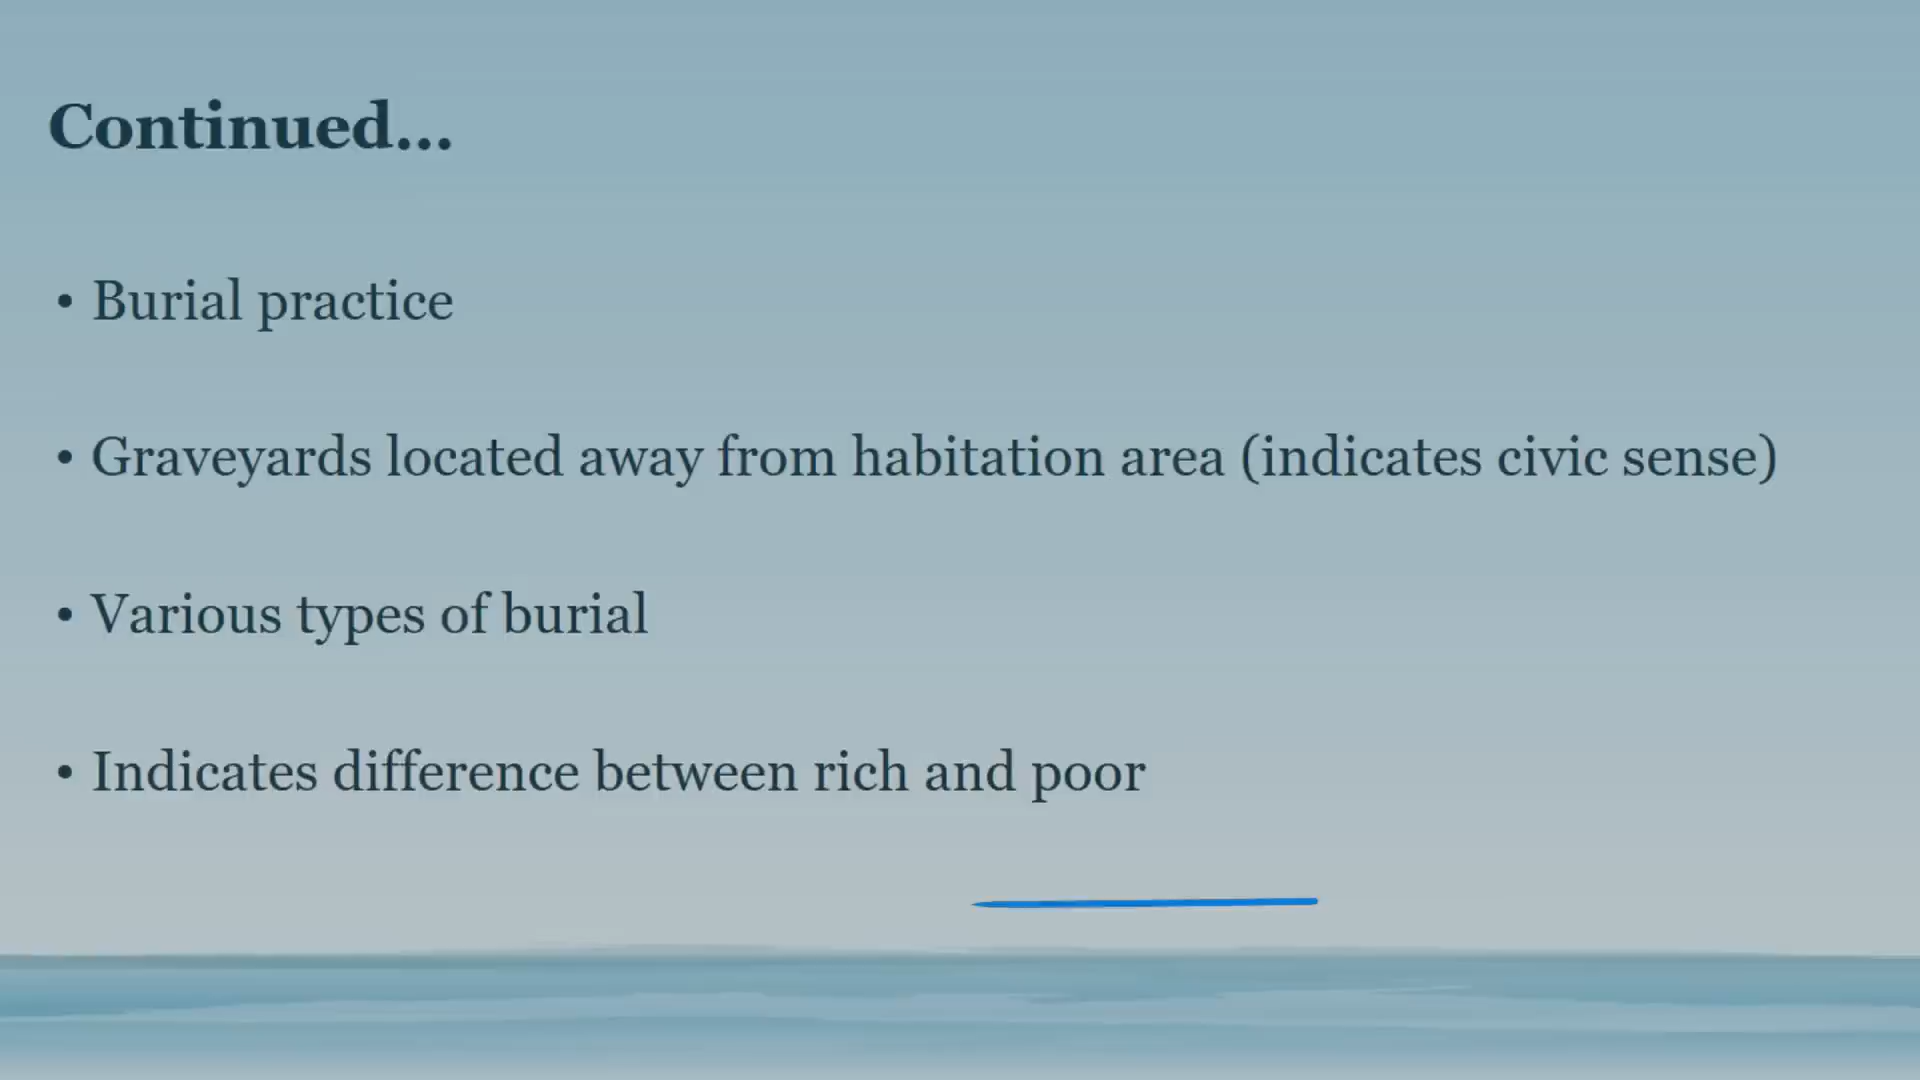 Continued...
• Burial practice
• Graveyards located away from habitation area (indicates civic sense)
• Various types of burial
• Indicates difference between rich and poor